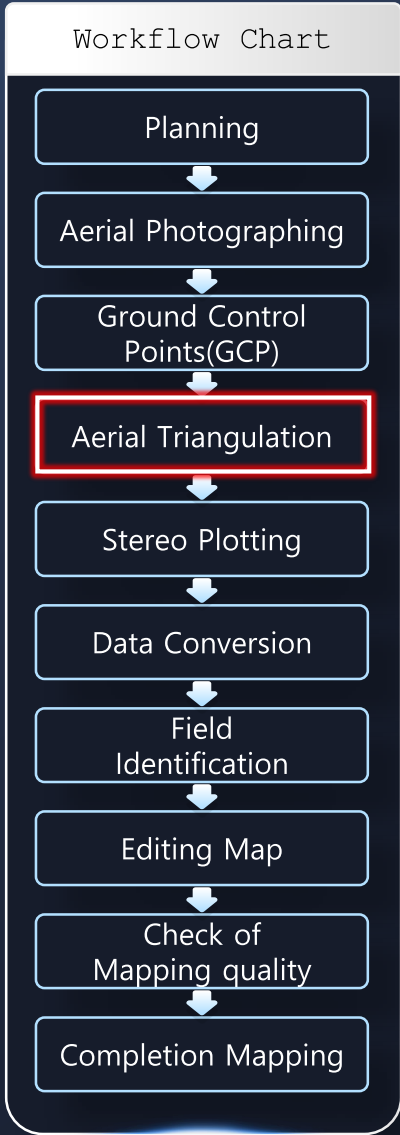 Workflow Chart
Planning
Aerial Photographing
Ground Control
Points(GCP)
Aerial Triangulation
Stereo Plotting
Data Conversion
Field
Identification
Editing Map
Check of
Mapping quality
Completion Mapping